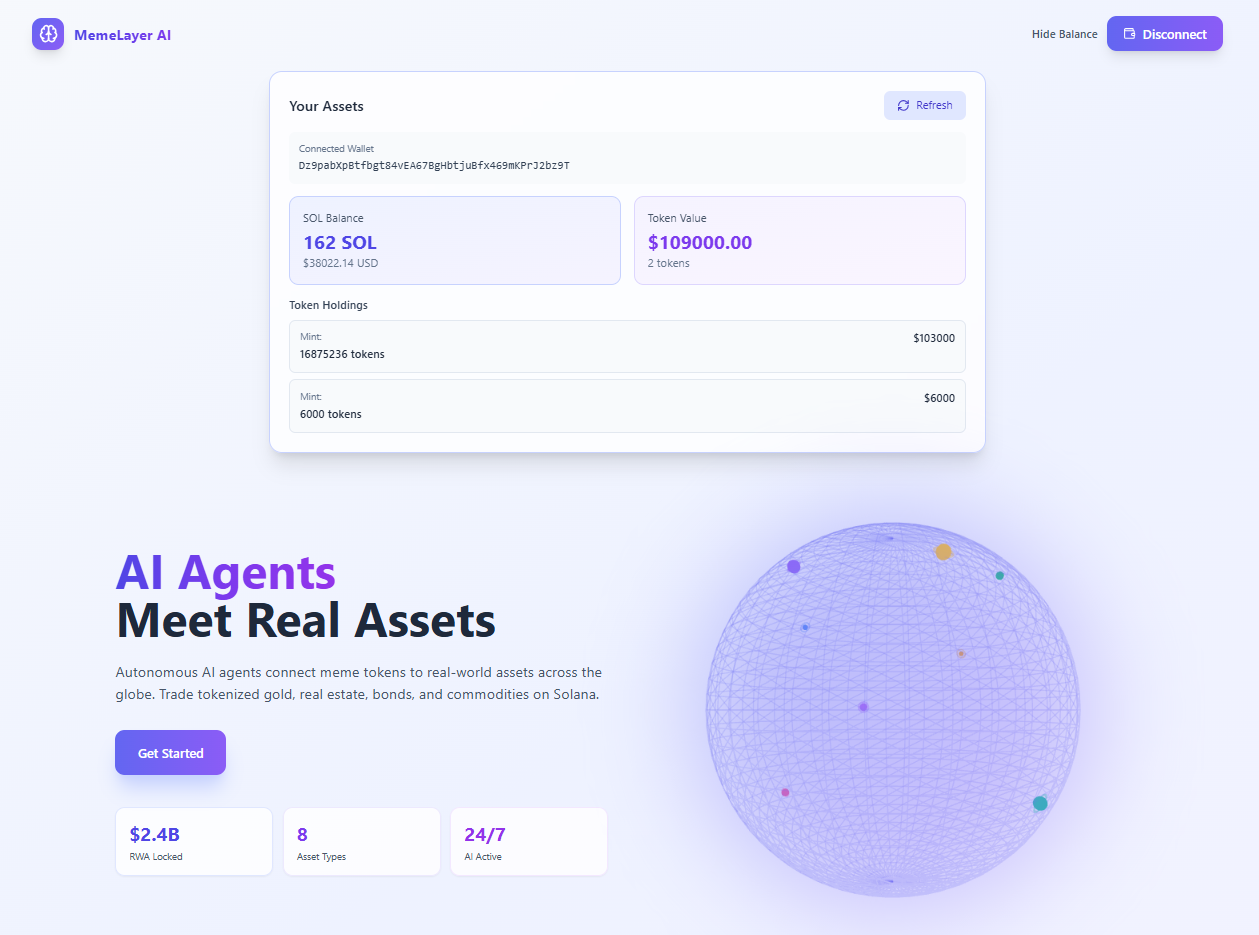 MemeLayer AI
Hide Balance
Disconnect
Your Assets
Refresh
Connected Wallet
Dz9pabXpBtfbgt84vEA67BgHbtjuBfx469mKPrJ2bz9T
SOL Balance
162 SOL
$38022.14 USD
Token Value
$109000.00
2 tokens
Token Holdings
Mint:
16875236 tokens
$103000
Mint:
6000 tokens
$6000
AI Agents
Meet Real Assets
Autonomous AI agents connect meme tokens to real-world assets across the
globe. Trade tokenized gold, real estate, bonds, and commodities on Solana.
Get Started
$2.4B
RWA Locked
8
Asset Types
24/7
AI Active